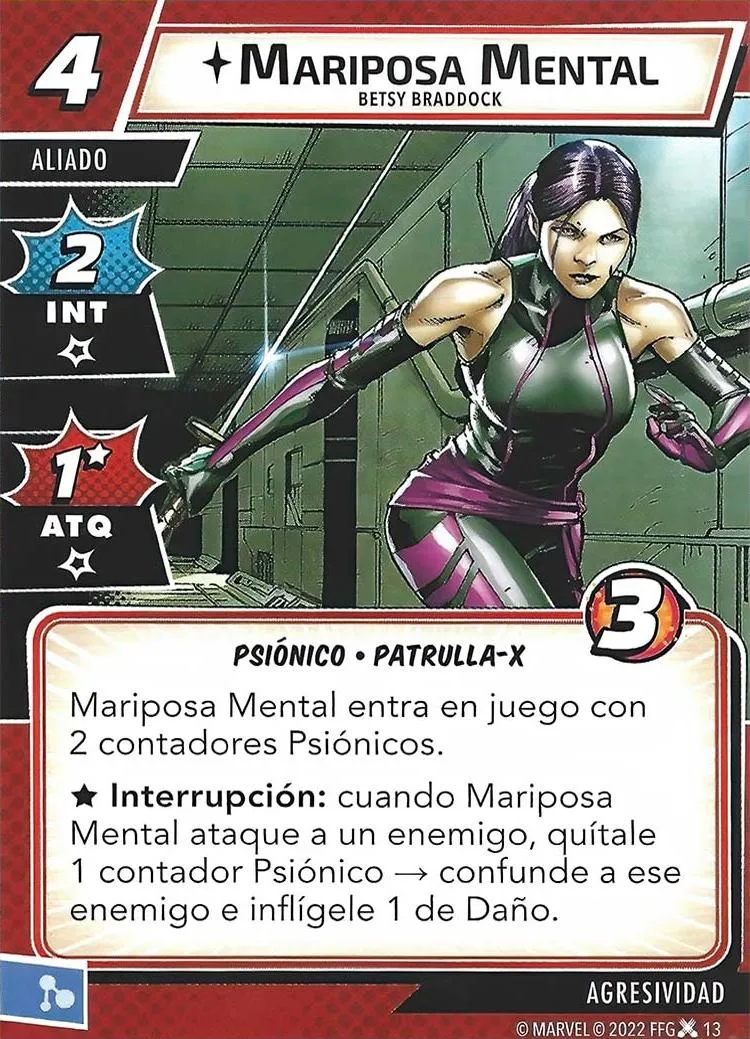 4
MARIPOSA MENTAL
BETSY BRADDOCK
ALIADO
2
INT
1
ATQ
3
PSIÓNICO • PATRULLA-X
Mariposa Mental entra en juego con
2 contadores Psiónicos.
★ Interrupción: cuando Mariposa
Mental ataque a un enemigo, quítale
1 contador Psiónico → confunde a ese
enemigo e inflígele 1 de Daño.
AGRESIVIDAD
© MARVEL © 2022 FFG 13